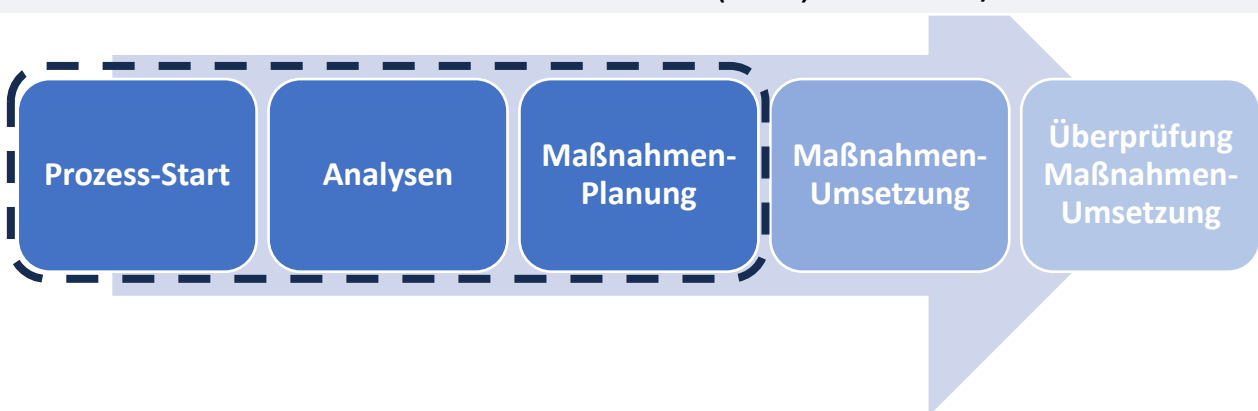 Prozess-Start
Analysen
Maßnahmen-
Planung
Maßnahmen-
Umsetzung
Überprüfung
Maßnahmen-
Umsetzung